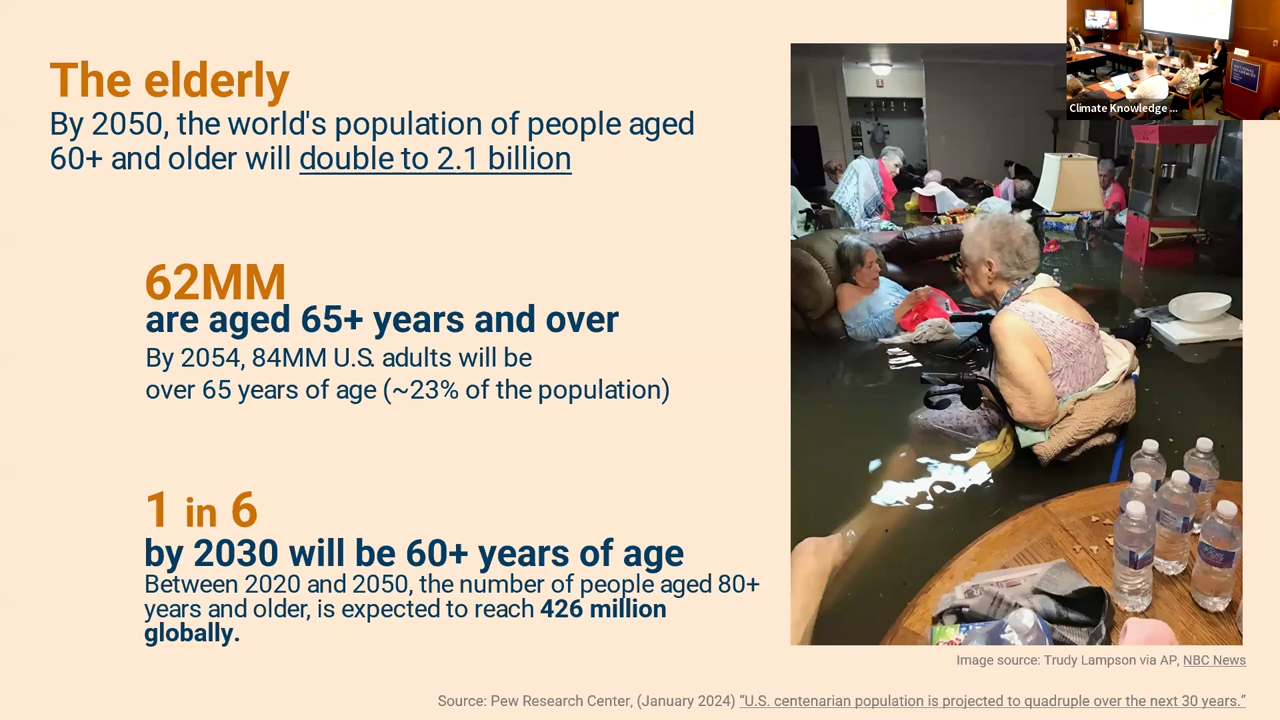 The elderly
By 2050, the world's population of people aged
60+ and older will double to 2.1 billion
62MM
are aged 65+ years and over
By 2054, 84MM U.S. adults will be
over 65 years of age (~23% of the population)
1 in 6
by 2030 will be 60+ years of age
Between 2020 and 2050, the number of people aged 80+
years and older, is expected to reach 426 million
globally.
Climate Knowledge ...
Image source: Trudy Lampson via AP, NBC News
Source: Pew Research Center, (January 2024) “U.S. centenarian population is projected to quadruple over the next 30 years.”